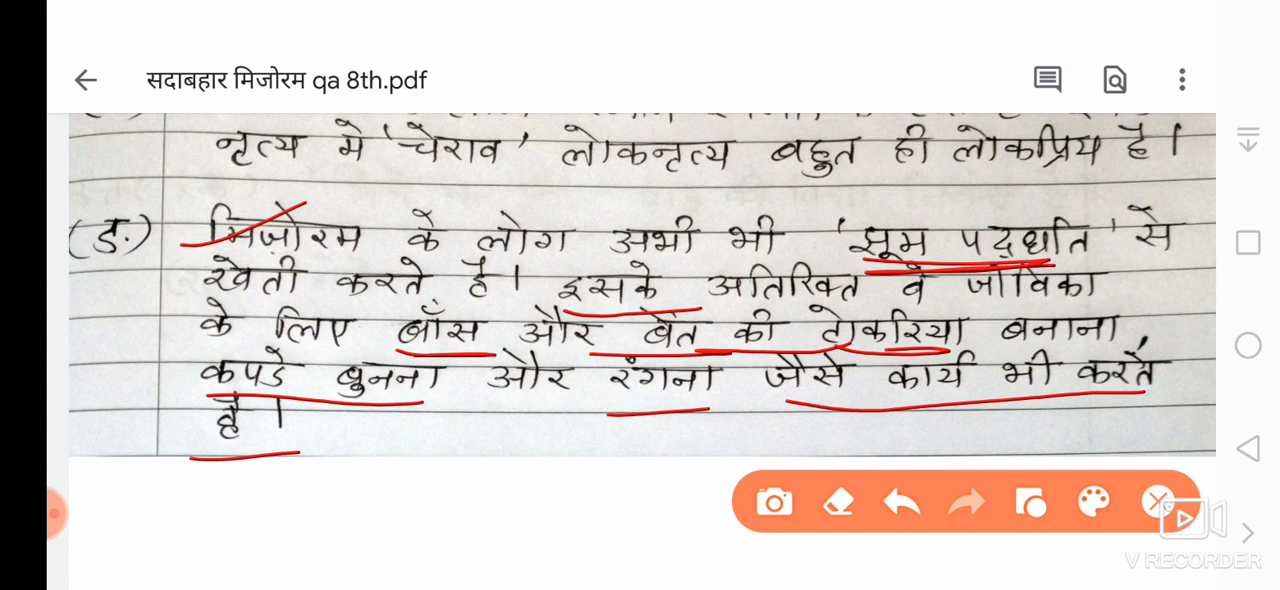 सदाबहार मिजोरम qa 8th.pdf
नृत्य मे 'चेराव' लोकनृत्य बहुत ही लोकप्रिय है।
(ड.) मिज़ोरम के लोग अभी भी 'झूम पद्धति' से
खेती करते है। इसके अतिरिक्त वे जीविका
के लिए बाँस और बेंत की टोकरिया बनाना,
कपडे बुनना और रंगना जैसे कार्य भी करते
है।
V RECORDER